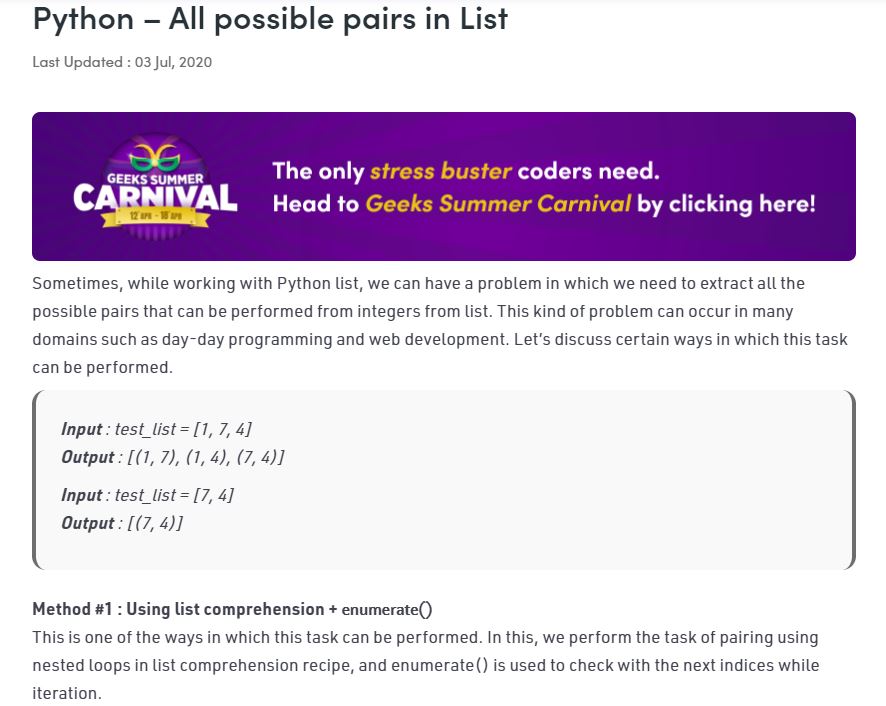 Python – All possible pairs in List
Last Updated : 03 Jul, 2020
GEEKS SUMMER
CARNIVAL
12 APR - 18 APR
The only stress buster coders need.
Head to Geeks Summer Carnival by clicking here!
Sometimes, while working with Python list, we can have a problem in which we need to extract all the
possible pairs that can be performed from integers from list. This kind of problem can occur in many
domains such as day-day programming and web development. Let’s discuss certain ways in which this task
can be performed.
Input : test_list = [1, 7, 4]
Output : [(1, 7), (1, 4), (7, 4)]
Input : test_list = [7, 4]
Output : [(7, 4)]
Method #1 : Using list comprehension + enumerate()
This is one of the ways in which this task can be performed. In this, we perform the task of pairing using
nested loops in list comprehension recipe, and enumerate() is used to check with the next indices while
iteration.